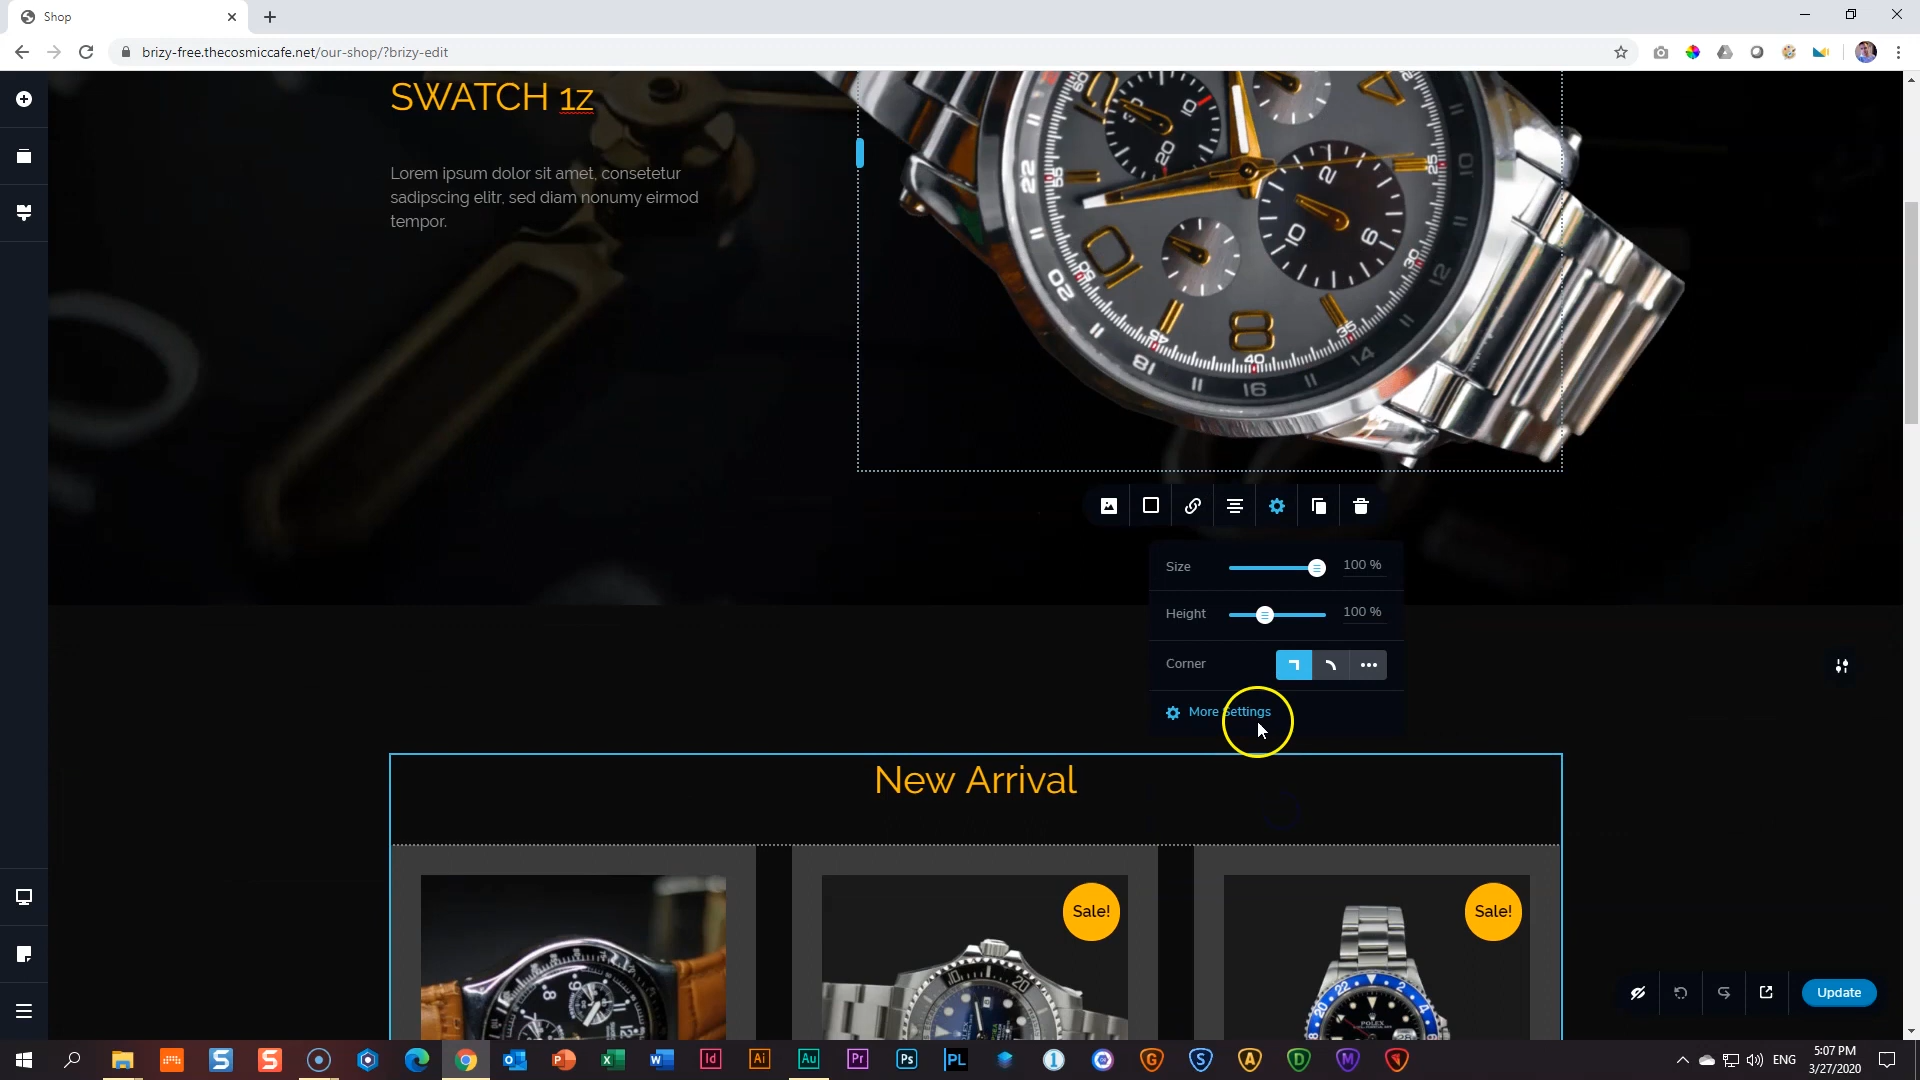 Shop
brizy-free.thecosmiccafe.net/our-shop/?brizy-edit
SWATCH 1z
Lorem ipsum dolor sit amet, consetetur
sadipscing elitr, sed diam nonumy eirmod
tempor.
Size 100 %
Height 100 %
Corner
More Settings
New Arrival
Sale!
Sale!
Update
ENG
5:07 PM
3/27/2020